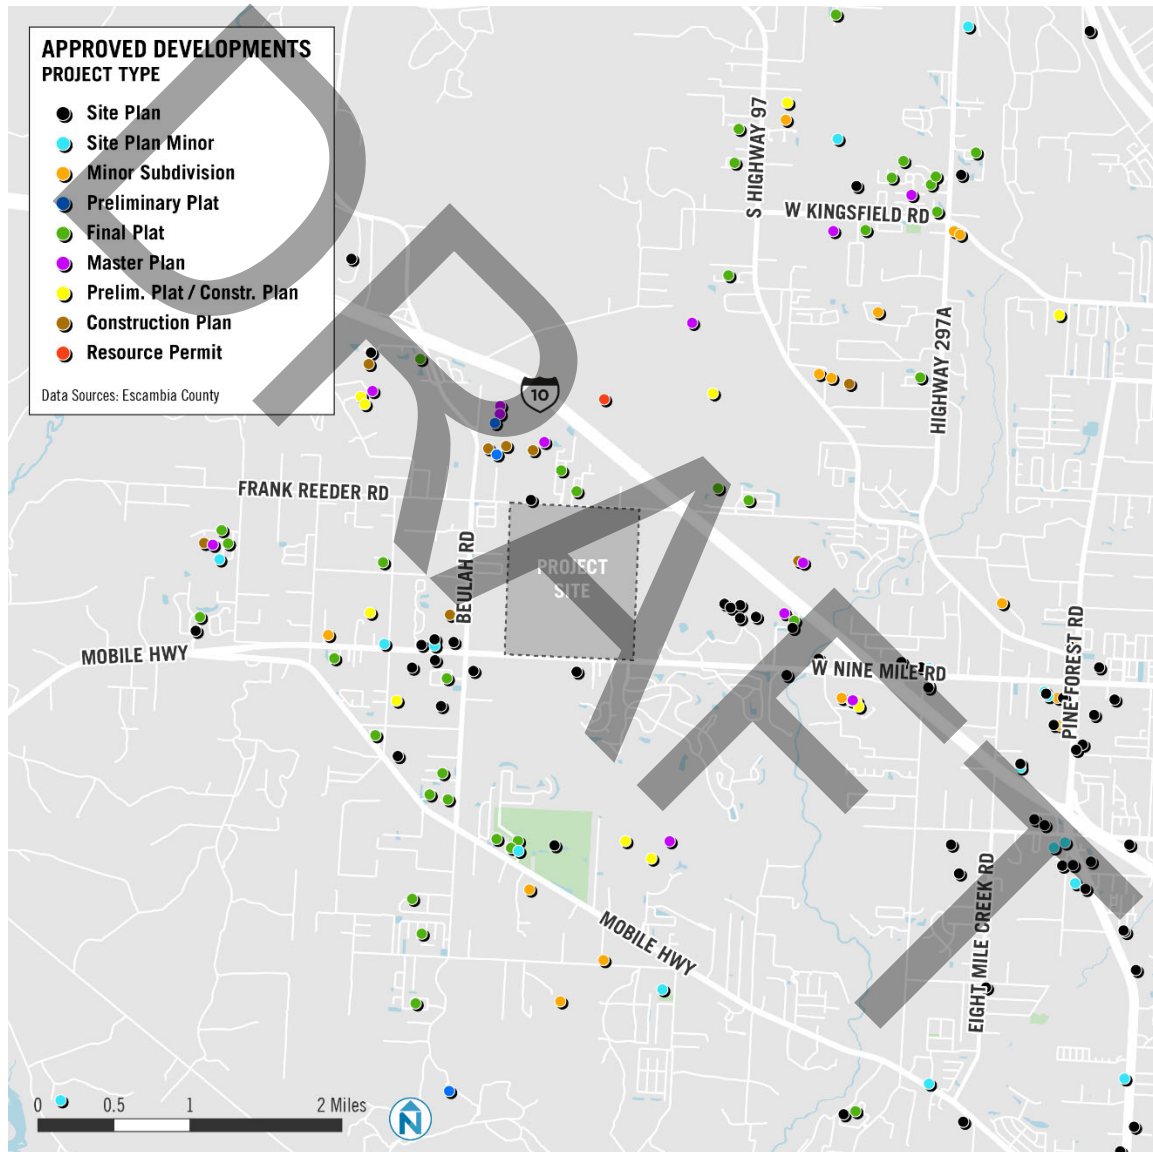 APPROVED DEVELOPMENTS
PROJECT TYPE
Site Plan
Site Plan Minor
Minor Subdivision
Preliminary Plat
Final Plat
Master Plan
Prelim. Plat / Constr. Plan
Construction Plan
Resource Permit
Data Sources: Escambia County
S HIGHWAY 97
W KINGSFIELD RD
HIGHWAY 297A
10
FRANK REEDER RD
BEULAH RD
PROJECT
SITE
MOBILE HWY
W NINE MILE RD
PINE FOREST RD
MOBILE HWY
EIGHT MILE CREEK RD
0 0.5 1 2 Miles
N
DRAFT